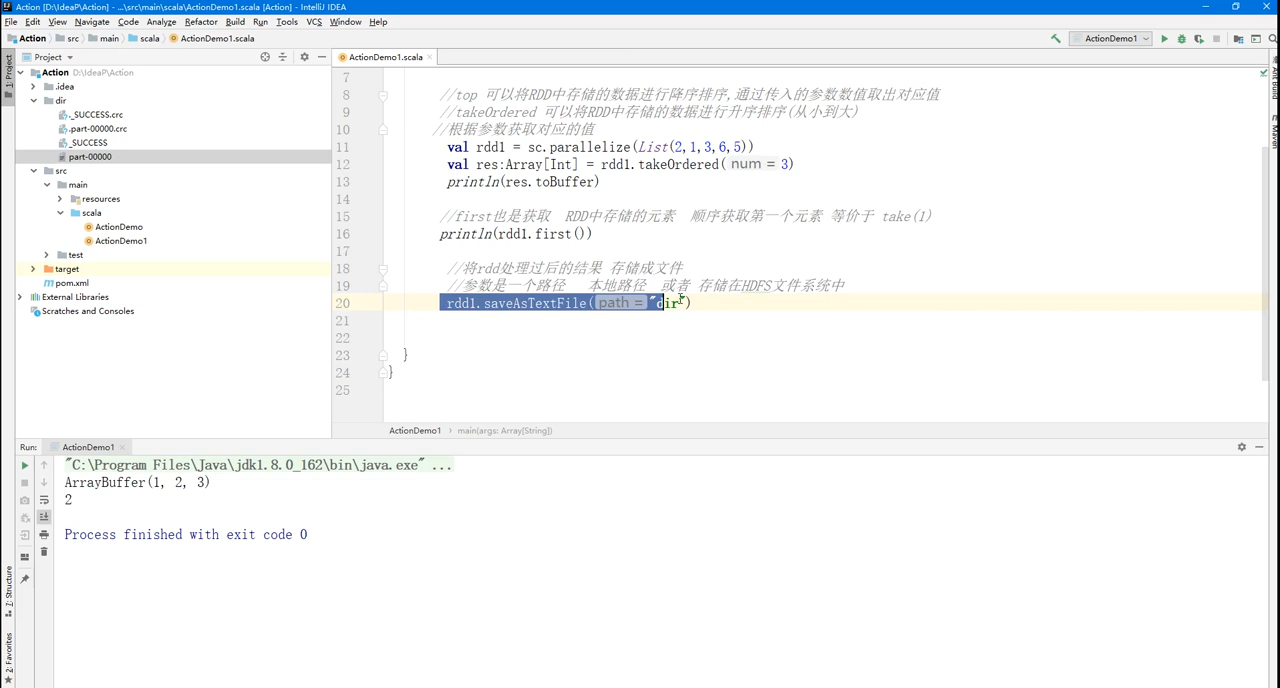 Action [D:\IdeaP\Action] - ...\src\main\scala\ActionDemo1.scala [Action] - IntelliJ IDEA
File Edit View Navigate Code Analyze Refactor Build Run Tools VCS Window Help
Action src main scala ActionDemo1.scala
ActionDemo1
1: Project
Project
Action D:\IdeaP\Action
.idea
dir
._SUCCESS.crc
.part-00000.crc
_SUCCESS
part-00000
src
main
resources
scala
ActionDemo
ActionDemo1
test
target
pom.xml
External Libraries
Scratches and Consoles
ActionDemo1.scala
7
8 //top 可以将RDD中存储的数据进行降序排序,通过传入的参数数值取出对应值
9 //takeOrdered 可以将RDD中存储的数据进行升序排序(从小到大)
10 //根据参数获取对应的值
11 val rdd1 = sc.parallelize(List(2,1,3,6,5))
12 val res:Array[Int] = rdd1.takeOrdered( num = 3)
13 println(res.toBuffer)
14
15 //first也是获取 RDD中存储的元素 顺序获取第一个元素 等价于 take(1)
16 println(rdd1.first())
17
18 //将rdd处理过后的结果 存储成文件
19 //参数是一个路径 本地路径 或者 存储在HDFS文件系统中
20 rdd1.saveAsTextFile( path = "dir")
21
22
23 }
24 }
25
ActionDemo1 main(args: Array[String])
Ant Build
Maven
Run: ActionDemo1
"C:\Program Files\Java\jdk1.8.0_162\bin\java.exe" ...
ArrayBuffer(1, 2, 3)
2
Process finished with exit code 0
7: Structure
2: Favorites